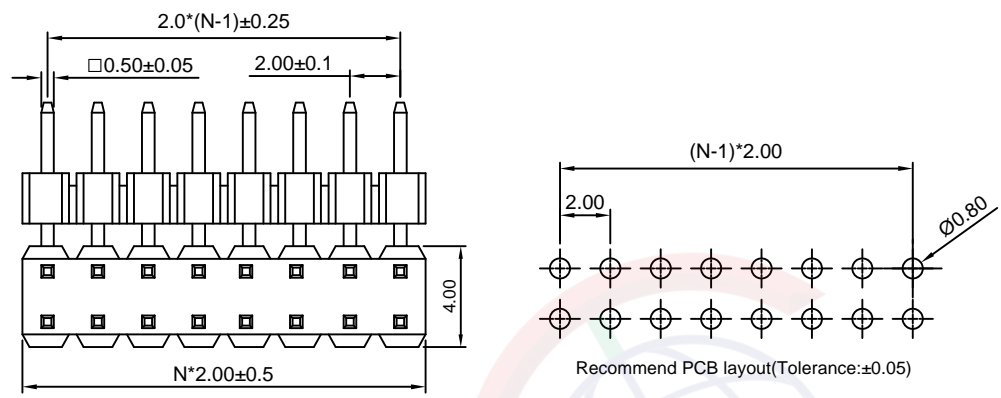 2.0*(N-1)±0.25
□0.50±0.05
2.00±0.1
4.00
N*2.00±0.5
(N-1)*2.00
2.00
Ø0.80
Recommend PCB layout(Tolerance:±0.05)